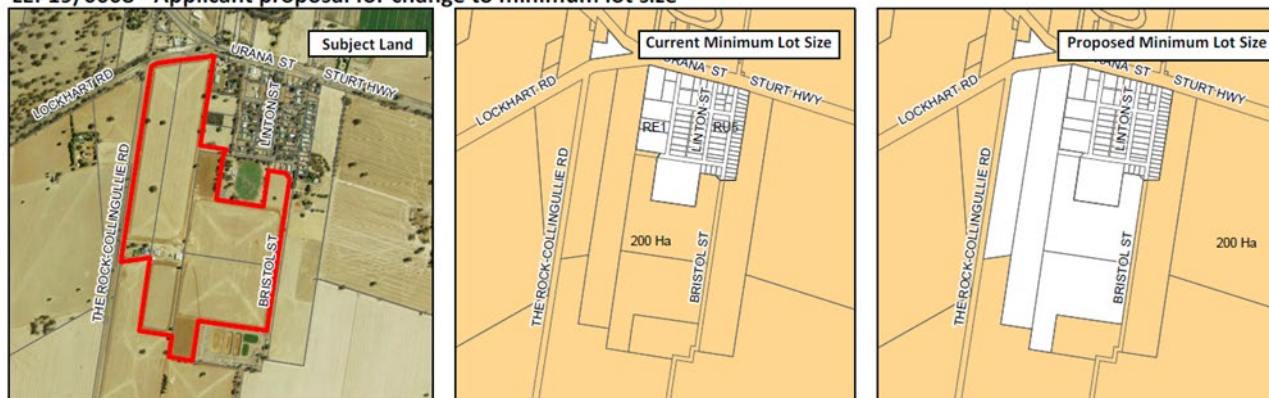 LEP19/0008 - Applicant proposal for change to minimum lot size
Subject Land
LOCKHART RD
URANA ST
STURT HWY
LINTON ST
THE ROCK-COLLINGULLIE RD
BRISTOL ST
Current Minimum Lot Size
LOCKHART RD
URANA ST
STURT HWY
RE1
LINTON ST
RU5
THE ROCK-COLLINGULLIE RD
200 Ha
BRISTOL ST
Proposed Minimum Lot Size
LOCKHART RD
URANA ST
STURT HWY
LINTON ST
THE ROCK-COLLINGULLIE RD
200 Ha
BRISTOL ST